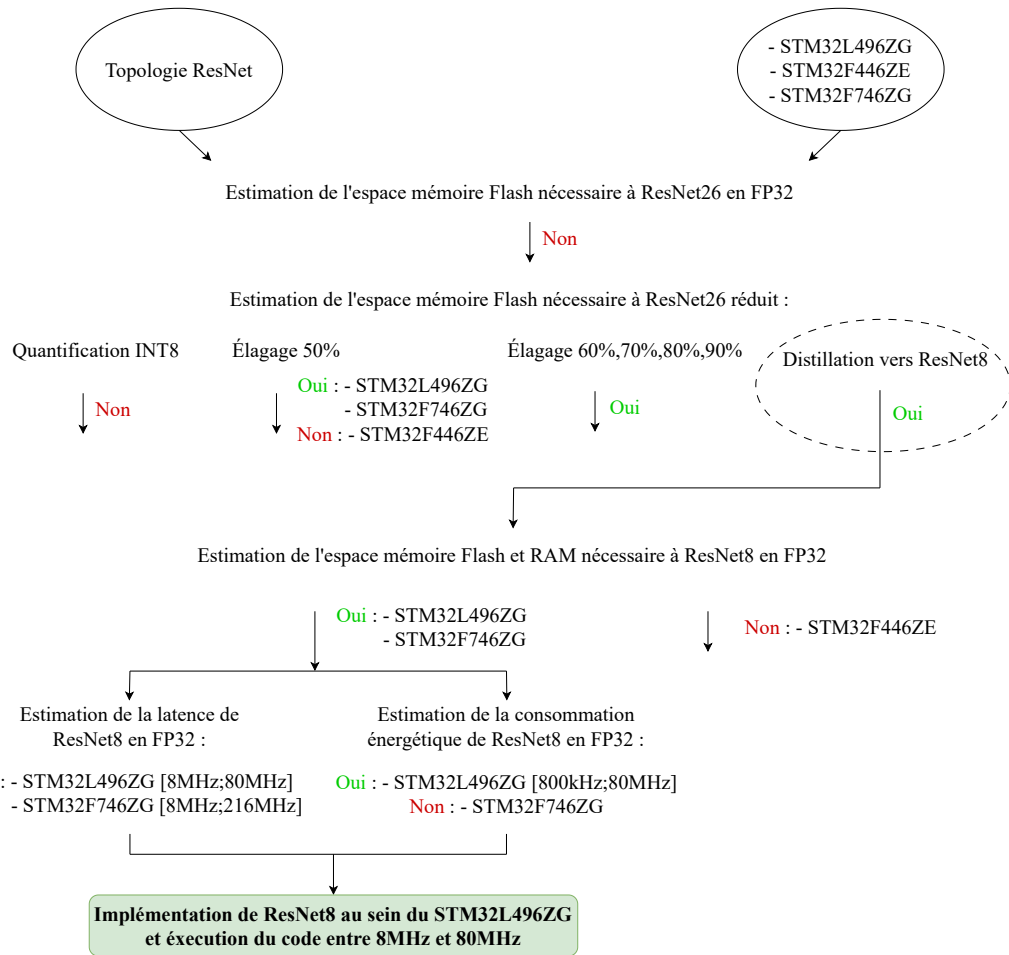 Topologie ResNet
- STM32L496ZG
- STM32F446ZE
- STM32F746ZG
Estimation de l'espace mémoire Flash nécessaire à ResNet26 en FP32
Non
Estimation de l'espace mémoire Flash nécessaire à ResNet26 réduit :
Quantification INT8
Non
Élagage 50%
Oui : - STM32L496ZG
- STM32F746ZG
Non : - STM32F446ZE
Élagage 60%,70%,80%,90%
Oui
Distillation vers ResNet8
Oui
Estimation de l'espace mémoire Flash et RAM nécessaire à ResNet8 en FP32
Oui : - STM32L496ZG
- STM32F746ZG
Non : - STM32F446ZE
Estimation de la latence de
ResNet8 en FP32 :
: - STM32L496ZG [8MHz;80MHz]
- STM32F746ZG [8MHz;216MHz]
Estimation de la consommation
énergétique de ResNet8 en FP32 :
Oui : - STM32L496ZG [800kHz;80MHz]
Non : - STM32F746ZG
Implémentation de ResNet8 au sein du STM32L496ZG
et éxecution du code entre 8MHz et 80MHz